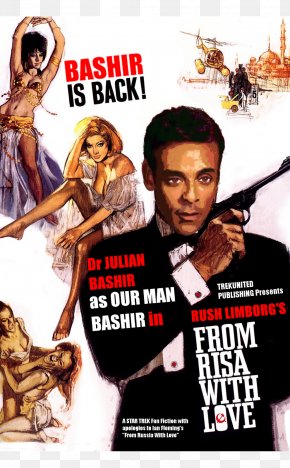 BASHIR
IS BACK!
Dr JULIAN
BASHIR
as OUR MAN
BASHIR in
TREKUNITED
PUBLISHING Presents
RUSH LIMBORG'S
FROM
RISA
WITH
LOVE
A STAR TREK Fan Fiction with
apologies to Ian Fleming's
"From Russia With Love"